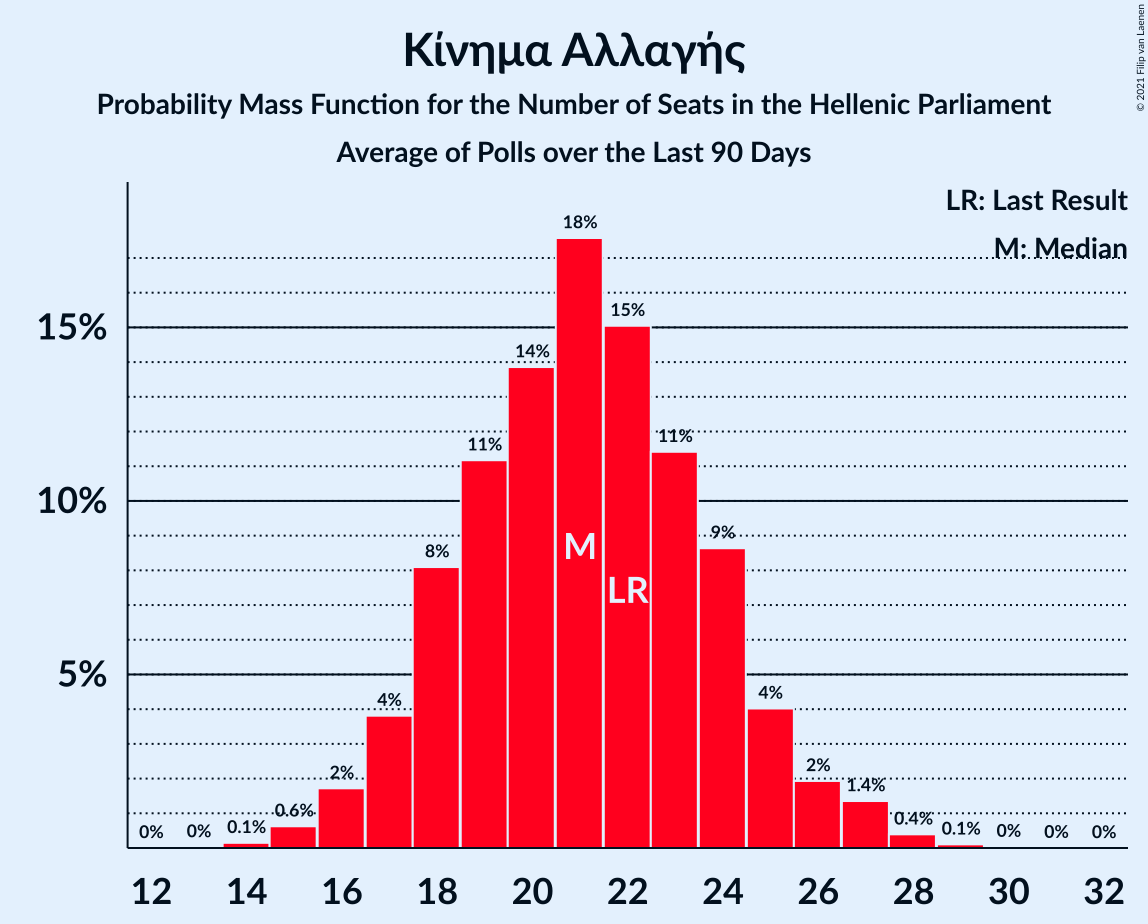 Κίνημα Αλλαγής
Probability Mass Function for the Number of Seats in the Hellenic Parliament
Average of Polls over the Last 90 Days
© 2021 Filip van Laenen
LR: Last Result
M: Median
15%
10%
5%
0%
0%
0.1%
0.6%
2%
4%
8%
11%
14%
18%
15%
11%
9%
4%
2%
1.4%
0.4%
0.1%
0%
0%
0%
M
LR
12 14 16 18 20 22 24 26 28 30 32